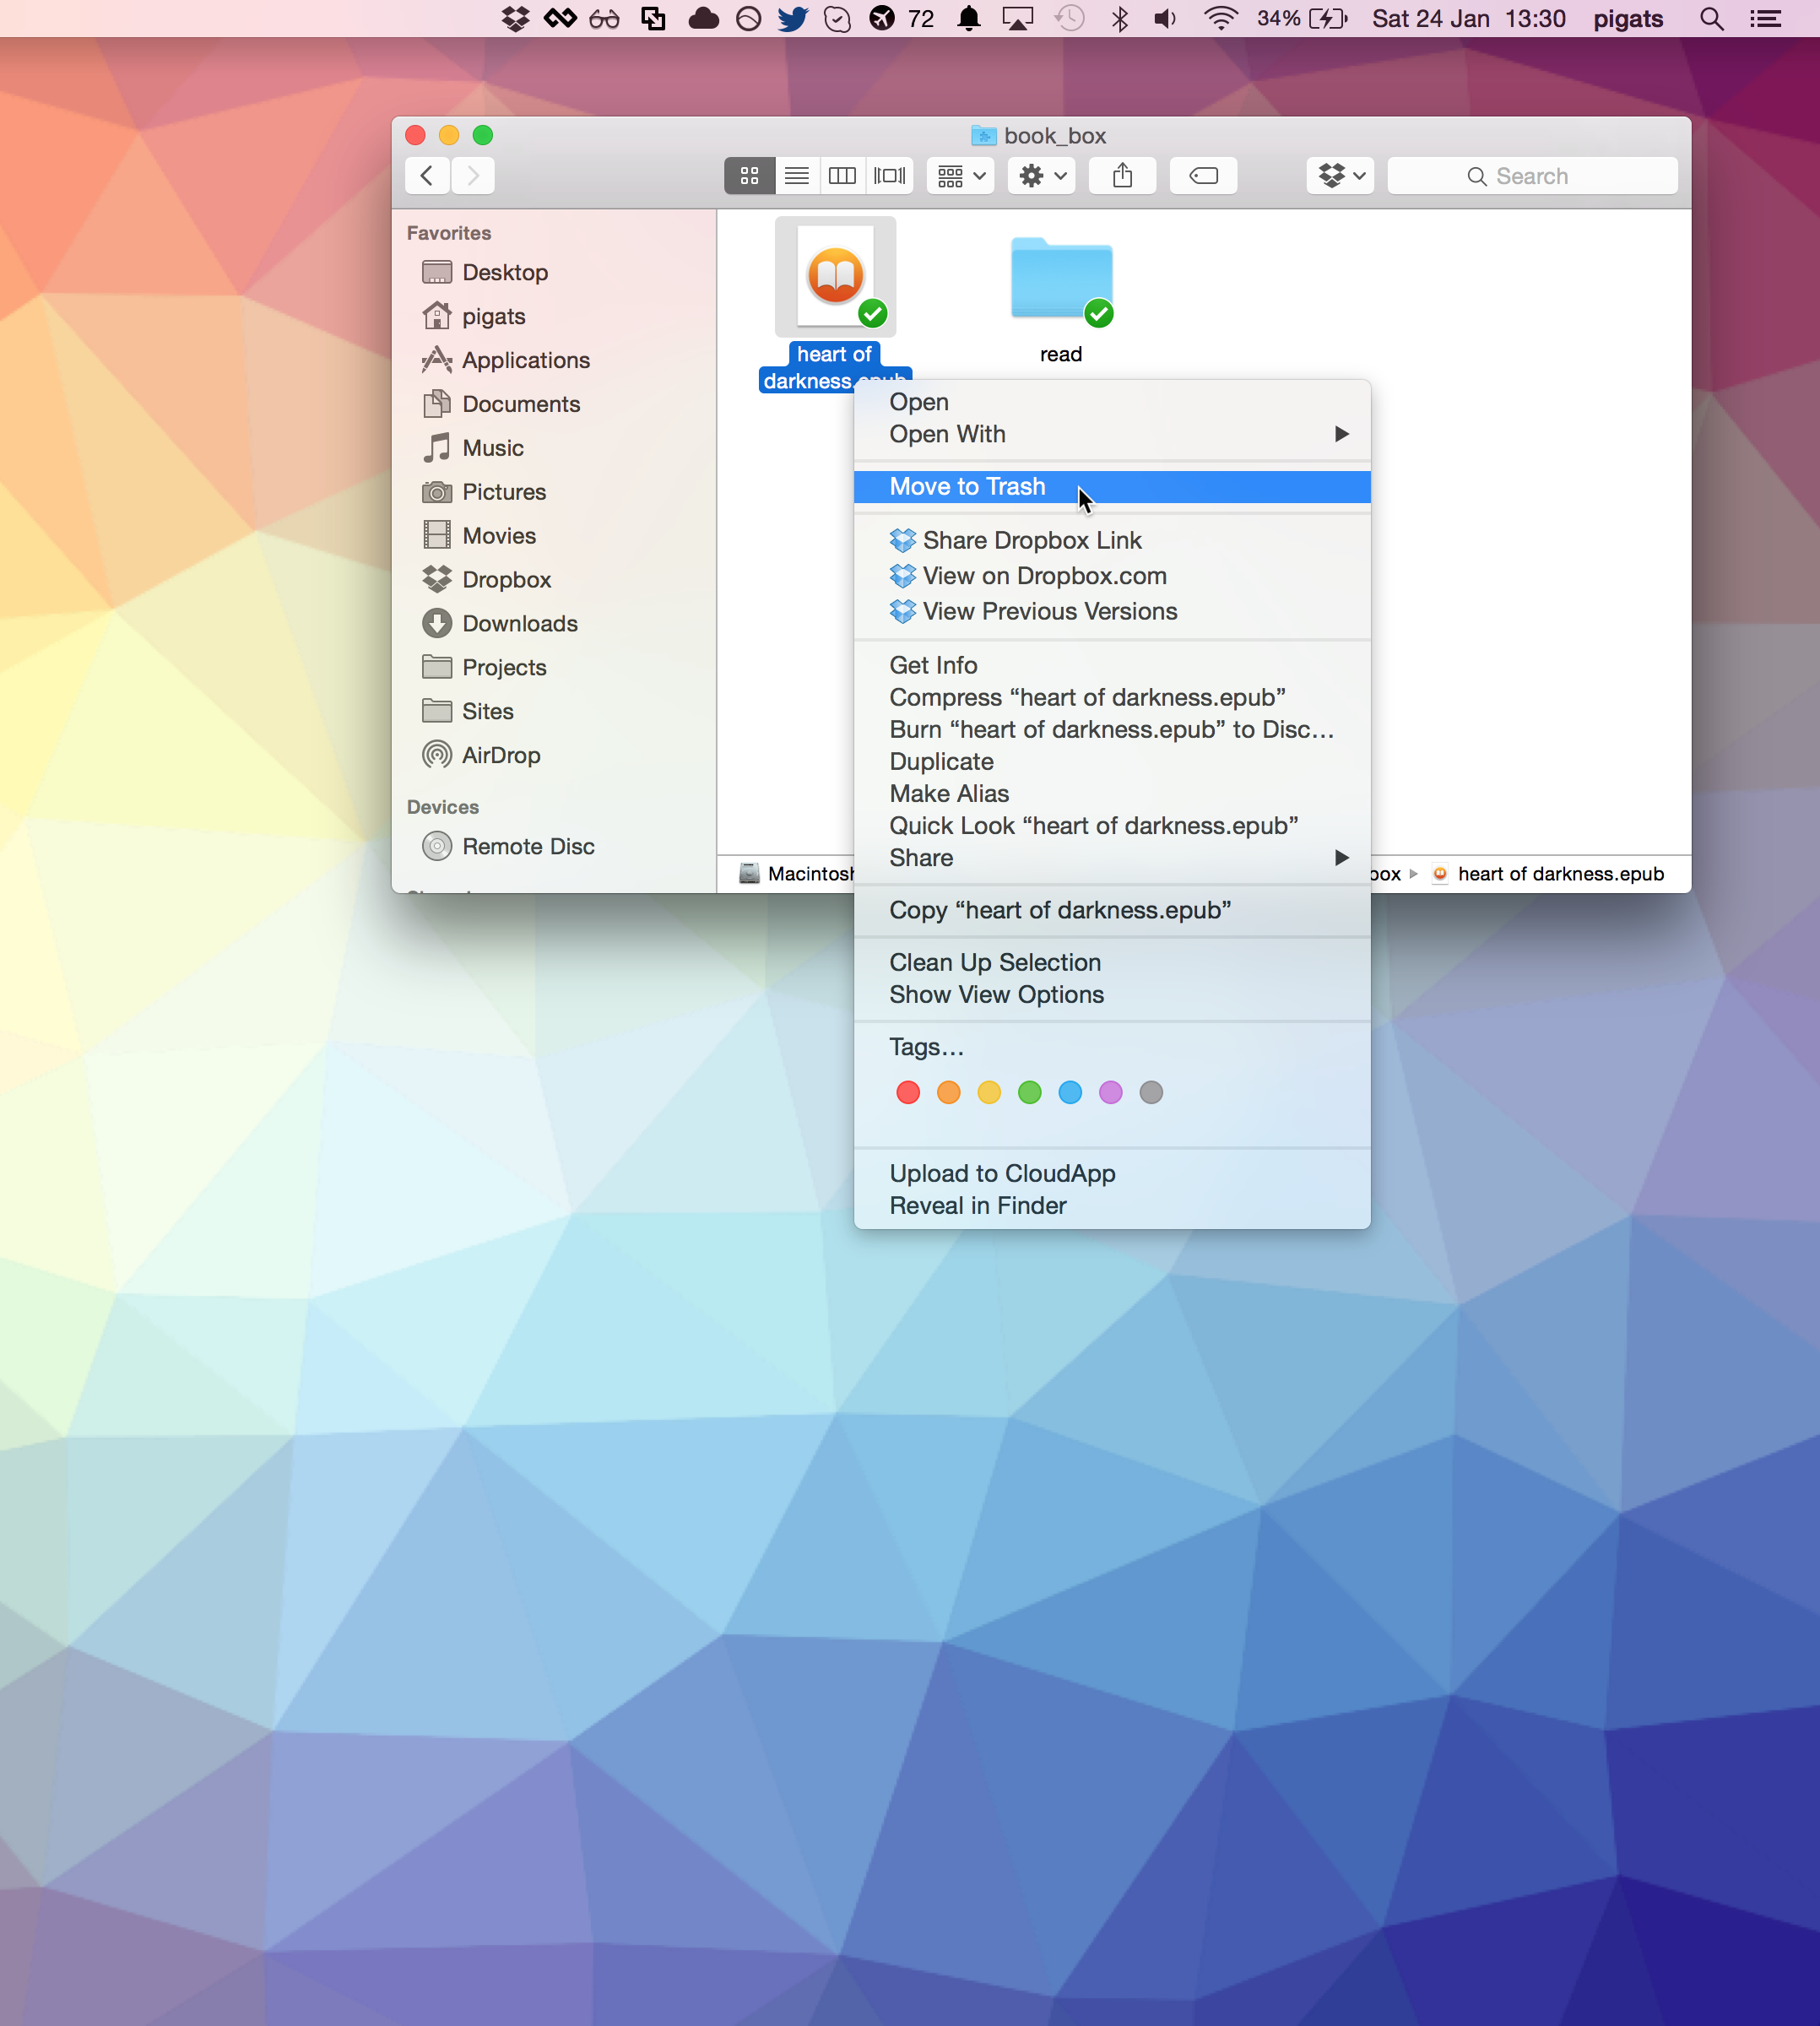 72
34%
Sat 24 Jan 13:30
pigats
book_box
Search
Favorites
Desktop
pigats
Applications
Documents
Music
Pictures
Movies
Dropbox
Downloads
Projects
Sites
AirDrop
Devices
Remote Disc
heart of
darkness.epub
read
Open
Open With
Move to Trash
Share Dropbox Link
View on Dropbox.com
View Previous Versions
Get Info
Compress “heart of darkness.epub”
Burn “heart of darkness.epub” to Disc...
Duplicate
Make Alias
Quick Look “heart of darkness.epub”
Share
Copy “heart of darkness.epub”
Clean Up Selection
Show View Options
Tags...
Upload to CloudApp
Reveal in Finder
Macintosh
box
heart of darkness.epub